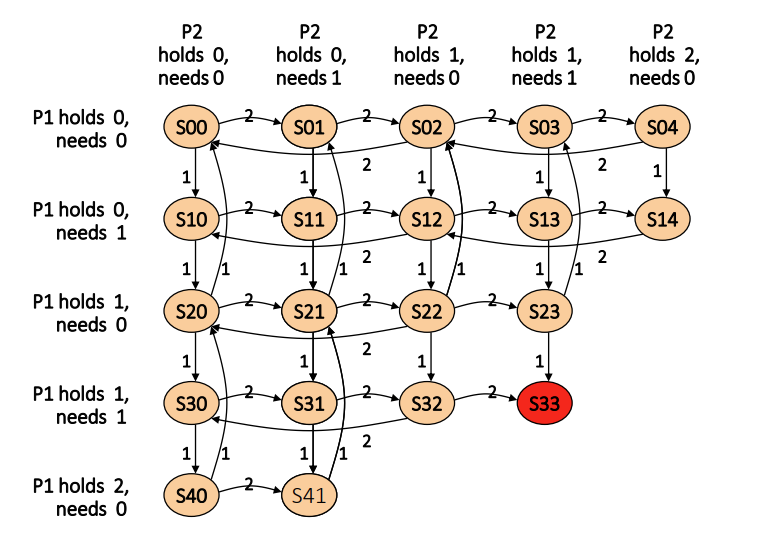 P2 P2 P2 P2 P2
holds 0, holds 0, holds 1, holds 1, holds 2,
needs 0 needs 1 needs 0 needs 1 needs 0
P1 holds 0,
needs 0
S00 2 S01 2 S02 2 S03 2 S04
2 2
1 1 1 1 1
P1 holds 0,
needs 1
S10 2 S11 2 S12 2 S13 2 S14
2 2
1 1 1 1 1 1 1 1
P1 holds 1,
needs 0
S20 2 S21 2 S22 2 S23
2
1 1 1 1
P1 holds 1,
needs 1
S30 2 S31 2 S32 2 S33
2
1 1 1 1
P1 holds 2,
needs 0
S40 2 S41